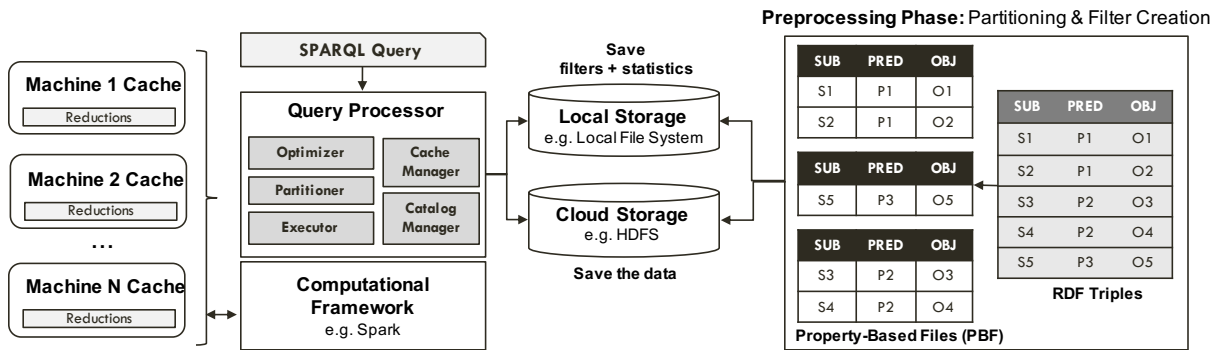 Preprocessing Phase: Partitioning & Filter Creation
Machine 1 Cache
Reductions
Machine 2 Cache
Reductions
...
Machine N Cache
Reductions
SPARQL Query
Query Processor
Optimizer
Partitioner
Executor
Cache
Manager
Catalog
Manager
Computational
Framework
e.g. Spark
Save
filters + statistics
Local Storage
e.g. Local File System
Cloud Storage
e.g. HDFS
Save the data
SUB PRED OBJ
S1 P1 O1
S2 P1 O2
SUB PRED OBJ
S5 P3 O5
SUB PRED OBJ
S3 P2 O3
S4 P2 O4
Property-Based Files (PBF)
SUB PRED OBJ
S1 P1 O1
S2 P1 O2
S3 P2 O3
S4 P2 O4
S5 P3 O5
RDF Triples